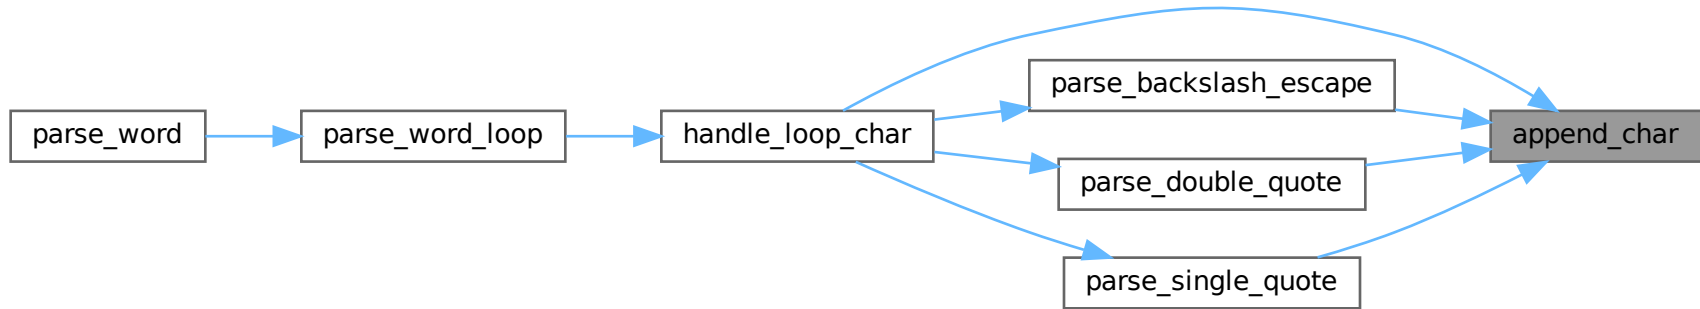 parse_word
parse_word_loop
handle_loop_char
parse_backslash_escape
parse_double_quote
parse_single_quote
append_char